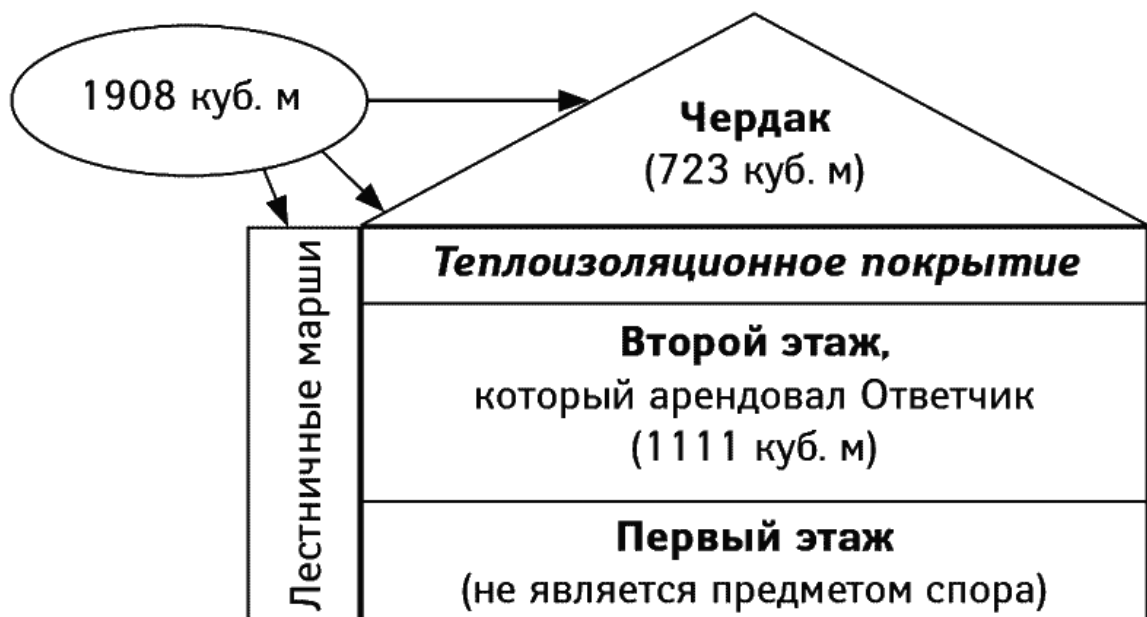 1908 куб. м
Чердак
(723 куб. м)
Теплоизоляционное покрытие
Лестничные марши
Второй этаж,
который арендовал Ответчик
(1111 куб. м)
Первый этаж
(не является предметом спора)